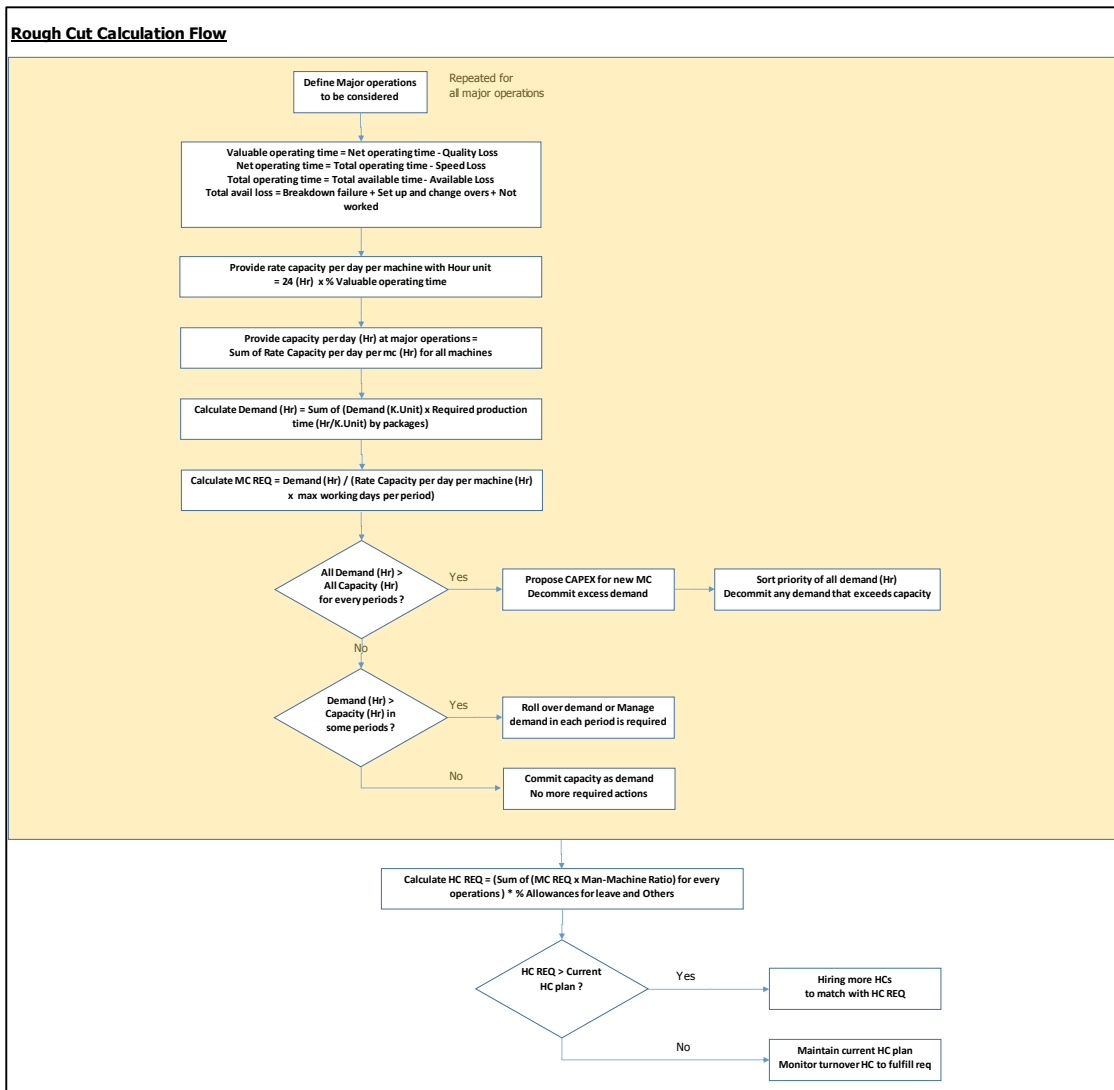 Rough Cut Calculation Flow
Define Major operations
to be considered
Repeated for
all major operations
Valuable operating time = Net operating time - Quality Loss
Net operating time = Total operating time - Speed Loss
Total operating time = Total available time - Available Loss
Total avail loss = Breakdown failure + Set up and change overs + Not
worked
Provide rate capacity per day per machine with Hour unit
= 24 (Hr) x % Valuable operating time
Provide capacity per day (Hr) at major operations =
Sum of Rate Capacity per day per mc (Hr) for all machines
Calculate Demand (Hr) = Sum of (Demand (K.Unit) x Required production
time (Hr/K.Unit) by packages)
Calculate MC REQ = Demand (Hr) / (Rate Capacity per day per machine (Hr)
x max working days per period)
All Demand (Hr) >
All Capacity (Hr)
for every periods ?
Yes
Propose CAPEX for new MC
Decommit excess demand
Sort priority of all demand (Hr)
Decommit any demand that exceeds capacity
No
Demand (Hr) >
Capacity (Hr) in
some periods ?
Yes
Roll over demand or Manage
demand in each period is required
No
Commit capacity as demand
No more required actions
Calculate HC REQ = (Sum of (MC REQ x Man-Machine Ratio) for every
operations ) * % Allowances for leave and Others
HC REQ > Current
HC plan ?
Yes
Hiring more HCs
to match with HC REQ
No
Maintain current HC plan
Monitor turnover HC to fulfill req